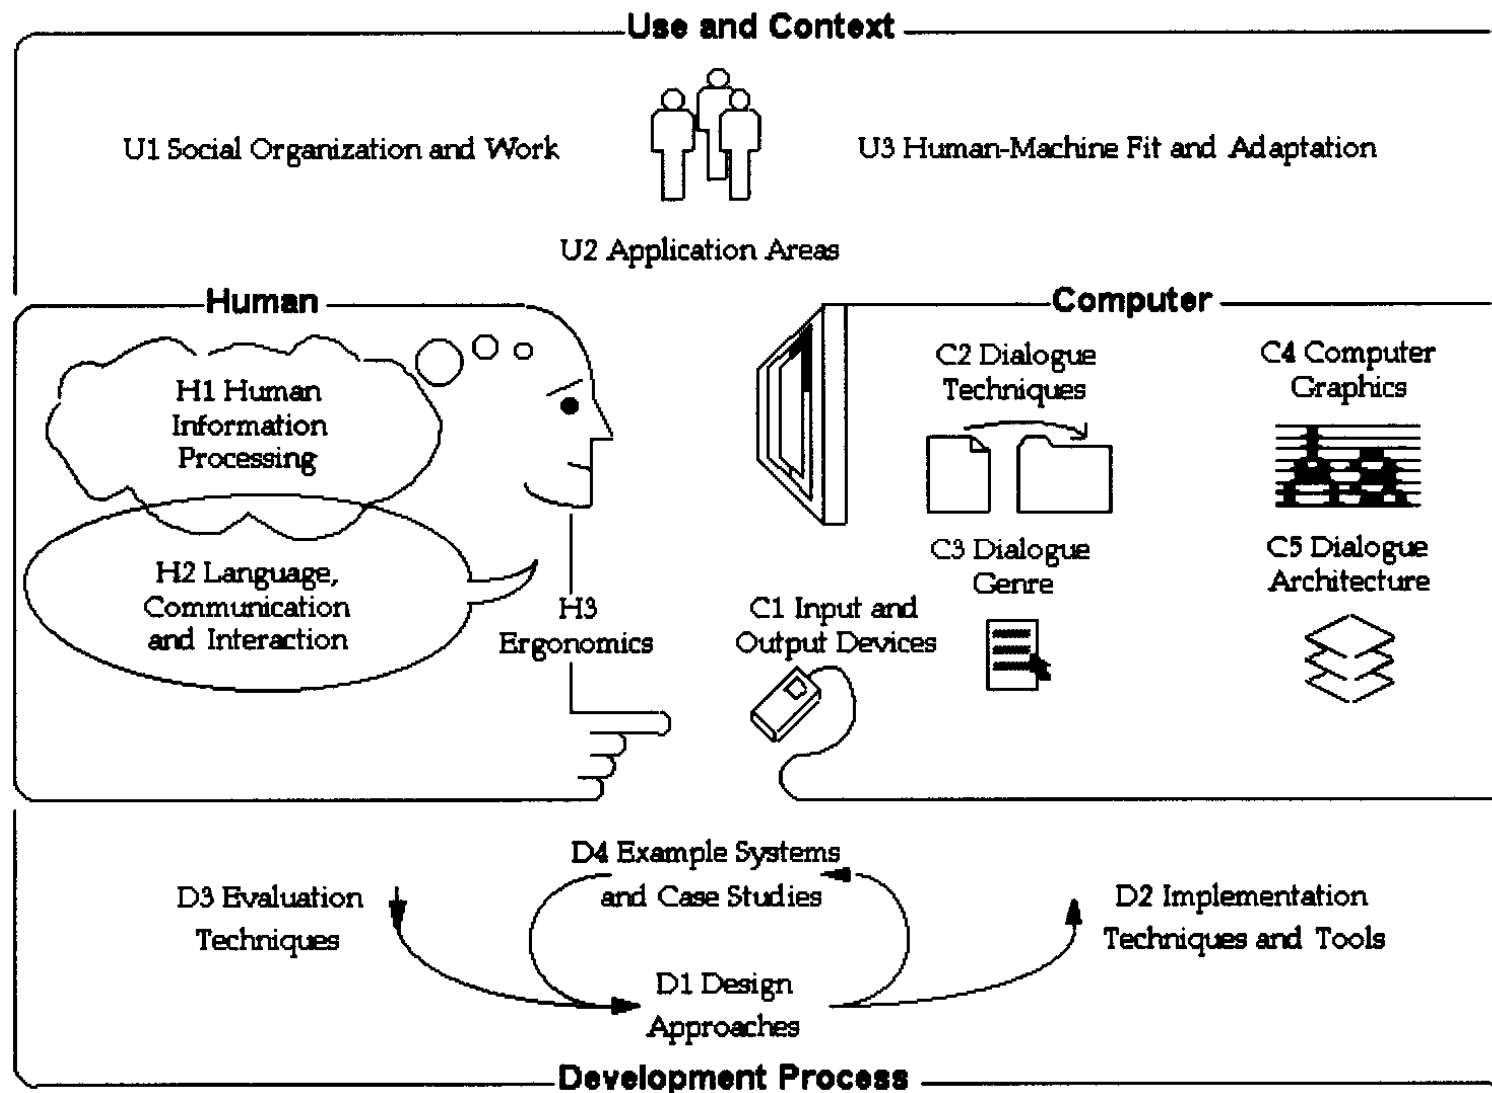 Use and Context
U1 Social Organization and Work
U3 Human-Machine Fit and Adaptation
U2 Application Areas
Human
H1 Human
Information
Processing
H2 Language,
Communication
and Interaction
H3
Ergonomics
Computer
C1 Input and
Output Devices
C2 Dialogue
Techniques
C3 Dialogue
Genre
C4 Computer
Graphics
C5 Dialogue
Architecture
D3 Evaluation
Techniques
D4 Example Systems
and Case Studies
D1 Design
Approaches
D2 Implementation
Techniques and Tools
Development Process